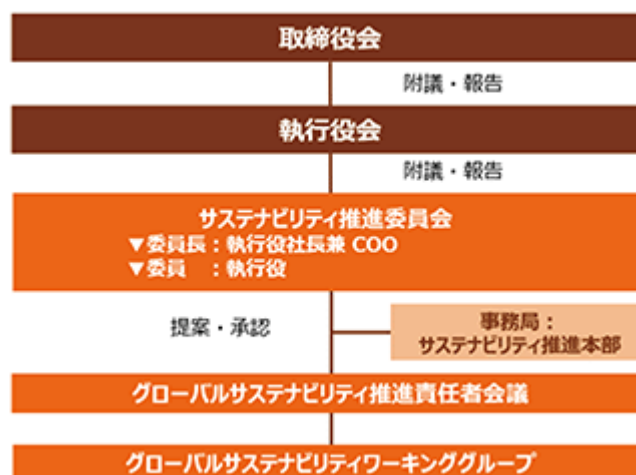 取締役会
附議・報告
執行役会
附議・報告
サステナビリティ推進委員会
▼委員長：執行役社長兼 COO
▼委員　：執行役
提案・承認
事務局：
サステナビリティ推進本部
グローバルサステナビリティ推進責任者会議
グローバルサステナビリティワーキンググループ